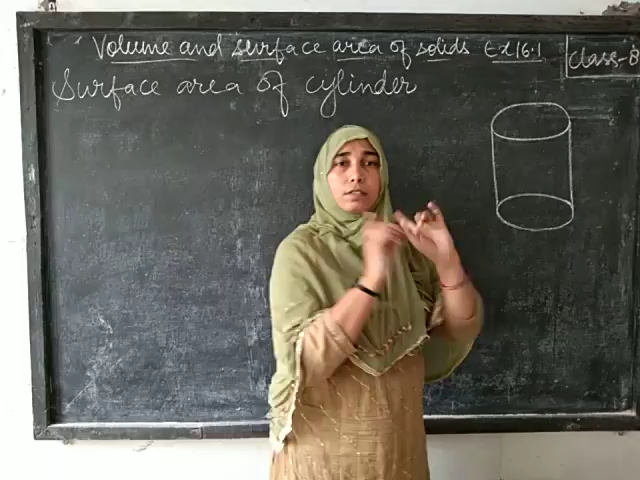 Volume and surface area of solids Ex 16.1
Class-8
Surface area of cylinder